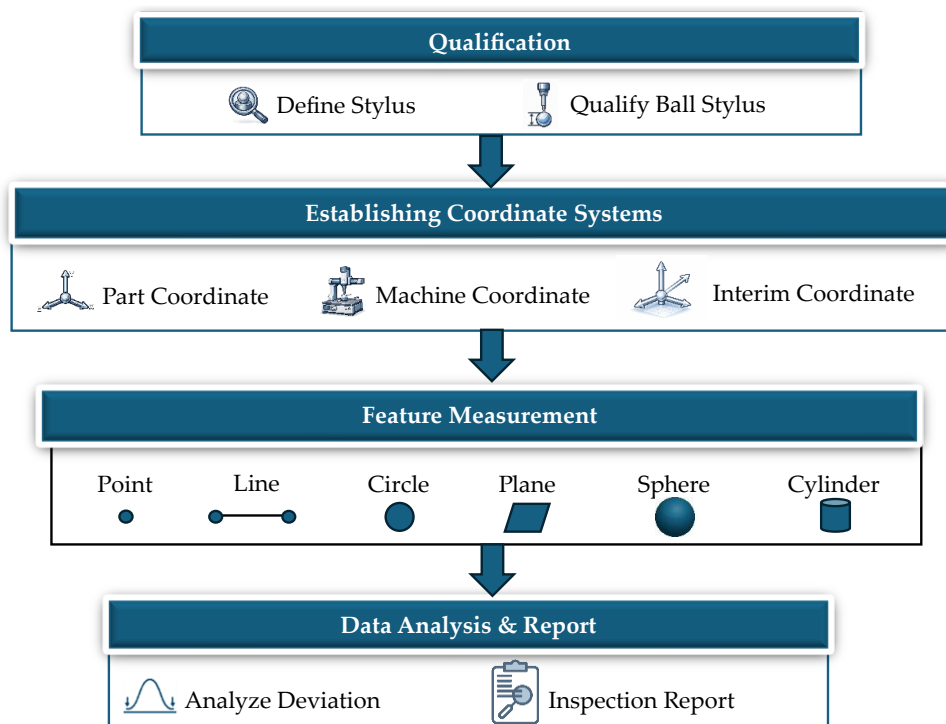 Qualification
Define Stylus
Qualify Ball Stylus
Establishing Coordinate Systems
Part Coordinate
Machine Coordinate
Interim Coordinate
Feature Measurement
Point
Line
Circle
Plane
Sphere
Cylinder
Data Analysis & Report
Analyze Deviation
Inspection Report